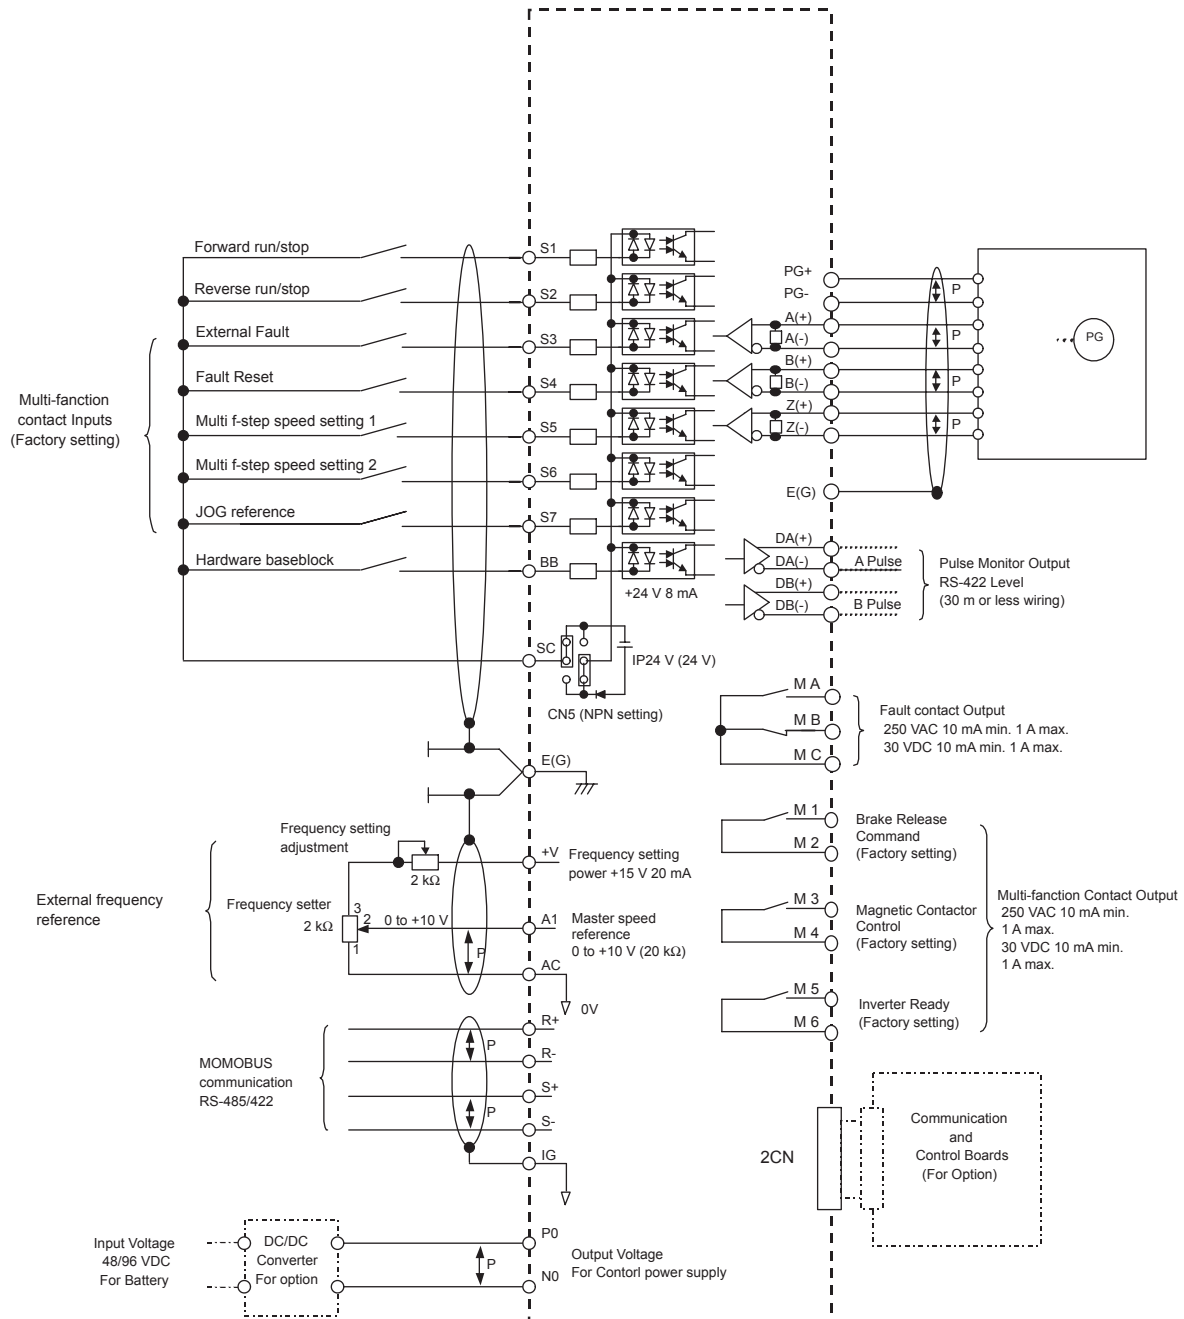 Forward run/stop
S1
Reverse run/stop
S2
External Fault
S3
Fault Reset
S4
Multi f-step speed setting 1
S5
Multi f-step speed setting 2
S6
JOG reference
S7
Hardware baseblock
BB
Multi-fanction
contact Inputs
(Factory setting)
+24 V 8 mA
SC
IP24 V (24 V)
CN5 (NPN setting)
E(G)
PG+
PG-
A(+)
A(-)
B(+)
B(-)
Z(+)
Z(-)
P
P
P
P
PG
E(G)
DA(+)
DA(-)
A Pulse
DB(+)
DB(-)
B Pulse
Pulse Monitor Output
RS-422 Level
(30 m or less wiring)
M A
M B
M C
Fault contact Output
250 VAC 10 mA min. 1 A max.
30 VDC 10 mA min. 1 A max.
M 1
M 2
Brake Release
Command
(Factory setting)
M 3
M 4
Magnetic Contactor
Control
(Factory setting)
M 5
M 6
Inverter Ready
(Factory setting)
Multi-fanction Contact Output
250 VAC 10 mA min.
1 A max.
30 VDC 10 mA min.
1 A max.
External frequency
reference
Frequency setting
adjustment
2 kΩ
+V
Frequency setting
power +15 V 20 mA
Frequency setter
2 kΩ
3
2
1
0 to +10 V
P
A1
Master speed
reference
0 to +10 V (20 kΩ)
AC
0V
MOMOBUS
communication
RS-485/422
R+
P
R-
S+
P
S-
IG
2CN
Communication
and
Control Boards
(For Option)
Input Voltage
48/96 VDC
For Battery
DC/DC
Converter
For option
P0
P
N0
Output Voltage
For Contorl power supply